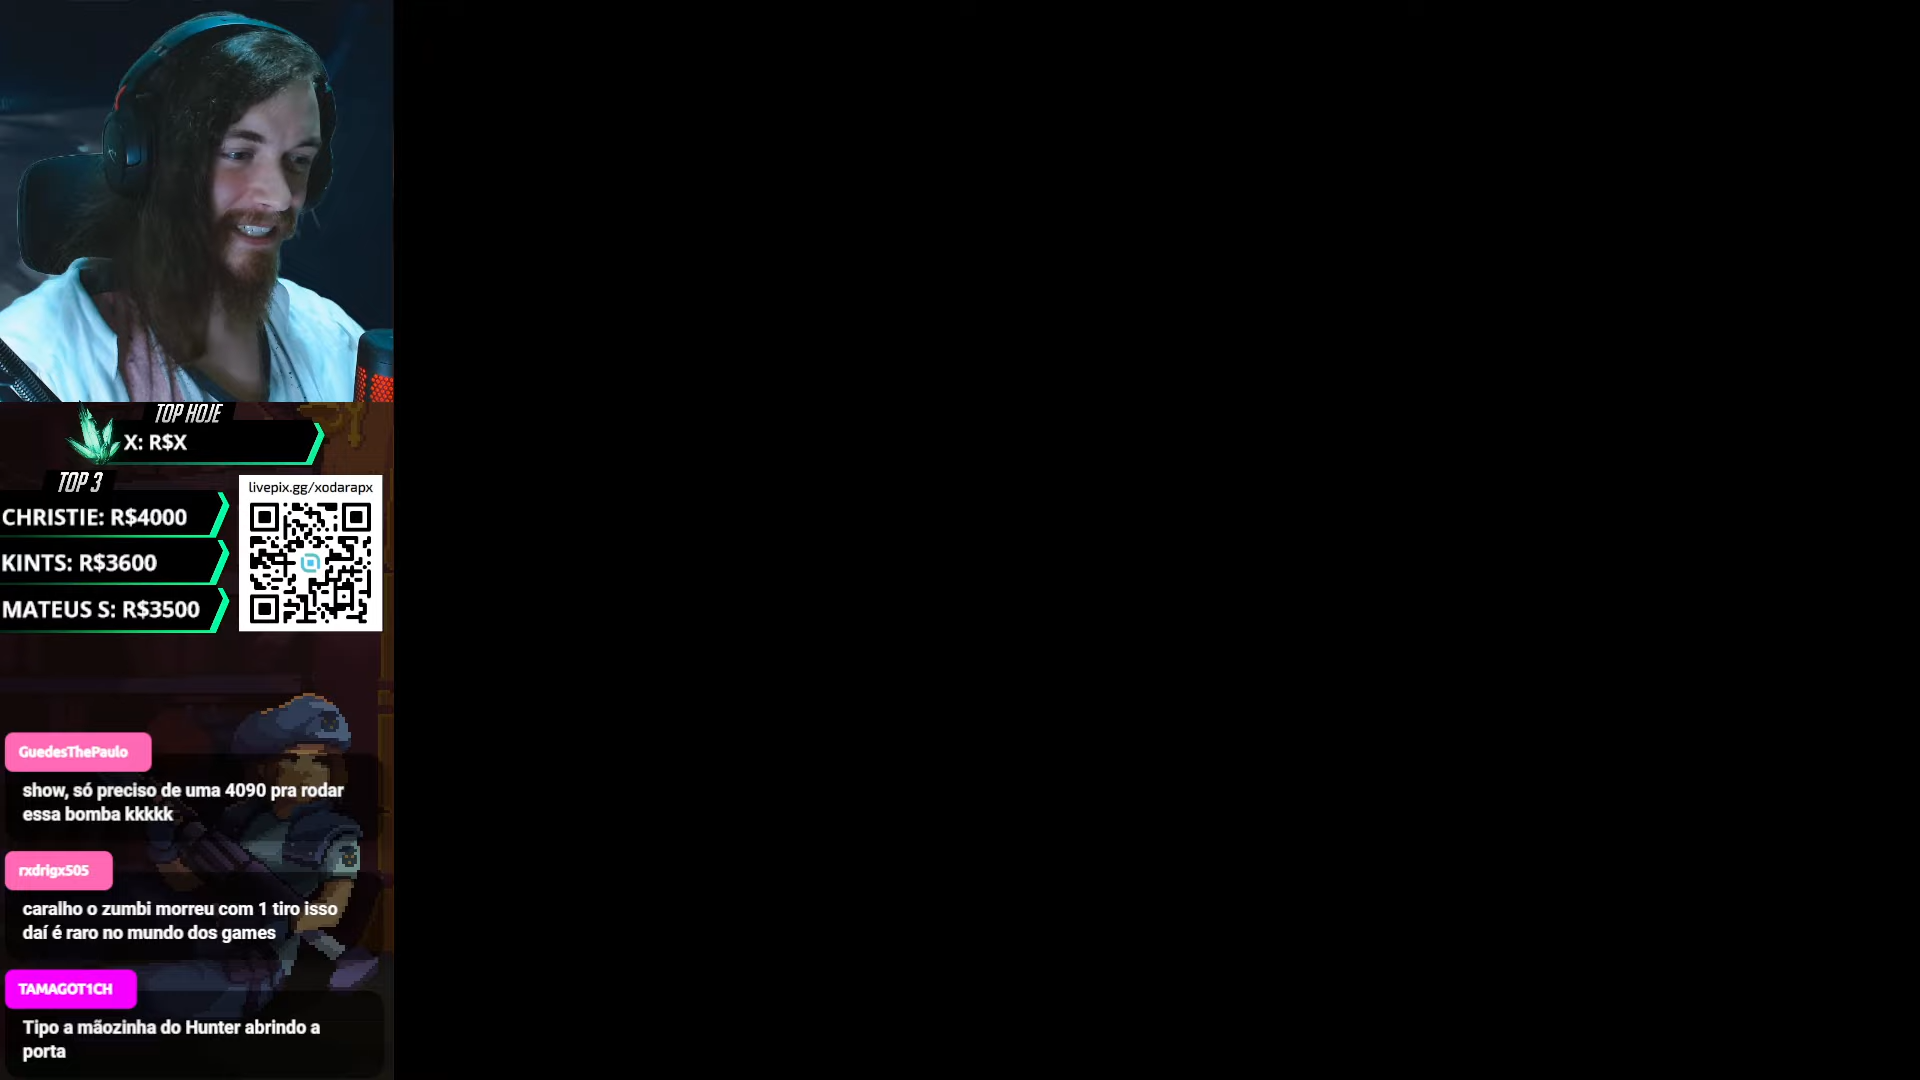 TOP HOJE
X: R$X
TOP 3
CHRISTIE: R$4000
KINTS: R$3600
MATEUS S: R$3500
livepix.gg/xodarapx
GuedesThePaulo
show, só preciso de uma 4090 pra rodar
essa bomba kkkkk
rxdrigx505
caralho o zumbi morreu com 1 tiro isso
daí é raro no mundo dos games
TAMAGOT1CH
Tipo a mãozinha do Hunter abrindo a
porta